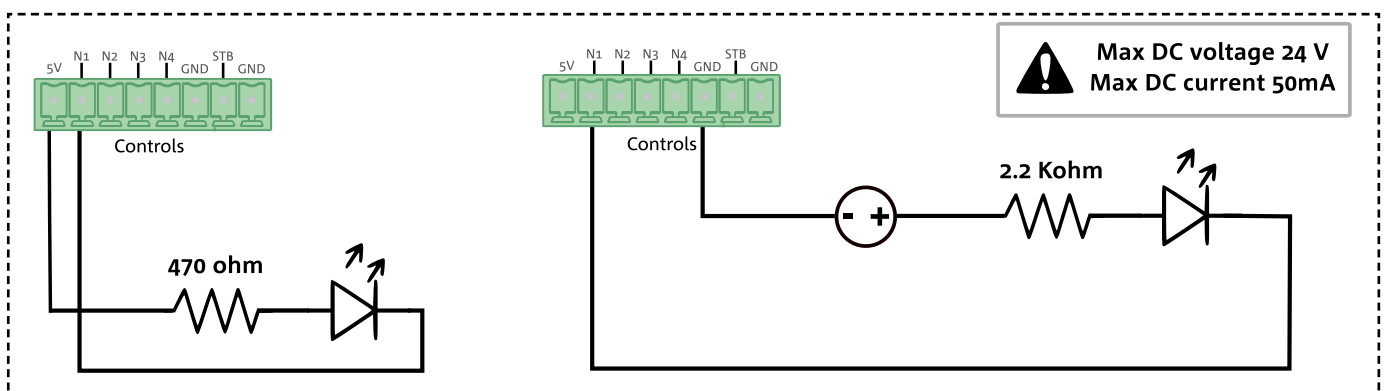 5V N1 N2 N3 N4 GND STB GND
Controls
470 ohm
5V N1 N2 N3 N4 GND STB GND
Controls
- +
2.2 Kohm
! Max DC voltage 24 V
Max DC current 50mA